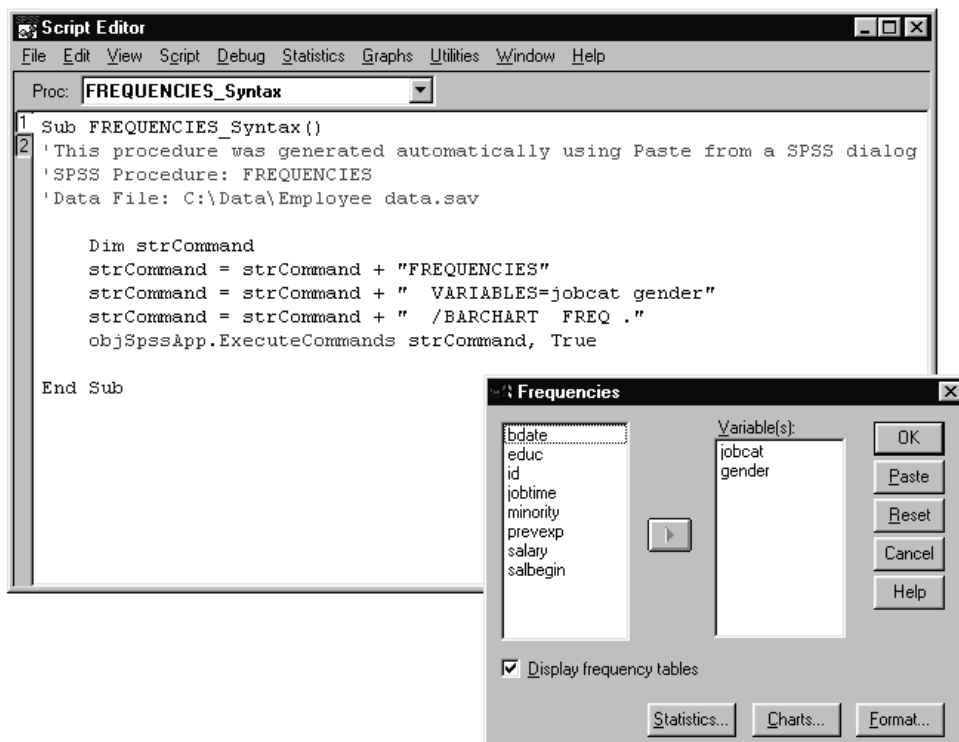 Script Editor
File Edit View Script Debug Statistics Graphs Utilities Window Help
Proc: FREQUENCIES_Syntax
1
2
Sub FREQUENCIES_Syntax()
'This procedure was generated automatically using Paste from a SPSS dialog
'SPSS Procedure: FREQUENCIES
'Data File: C:\Data\Employee data.sav
Dim strCommand
strCommand = strCommand + "FREQUENCIES"
strCommand = strCommand + "  VARIABLES=jobcat gender"
strCommand = strCommand + "  /BARCHART  FREQ ."
objSpssApp.ExecuteCommands strCommand, True
End Sub
Frequencies
bdate
educ
id
jobtime
minority
prevexp
salary
salbegin
Variable(s):
jobcat
gender
OK
Paste
Reset
Cancel
Help
Display frequency tables
Statistics... Charts... Format...